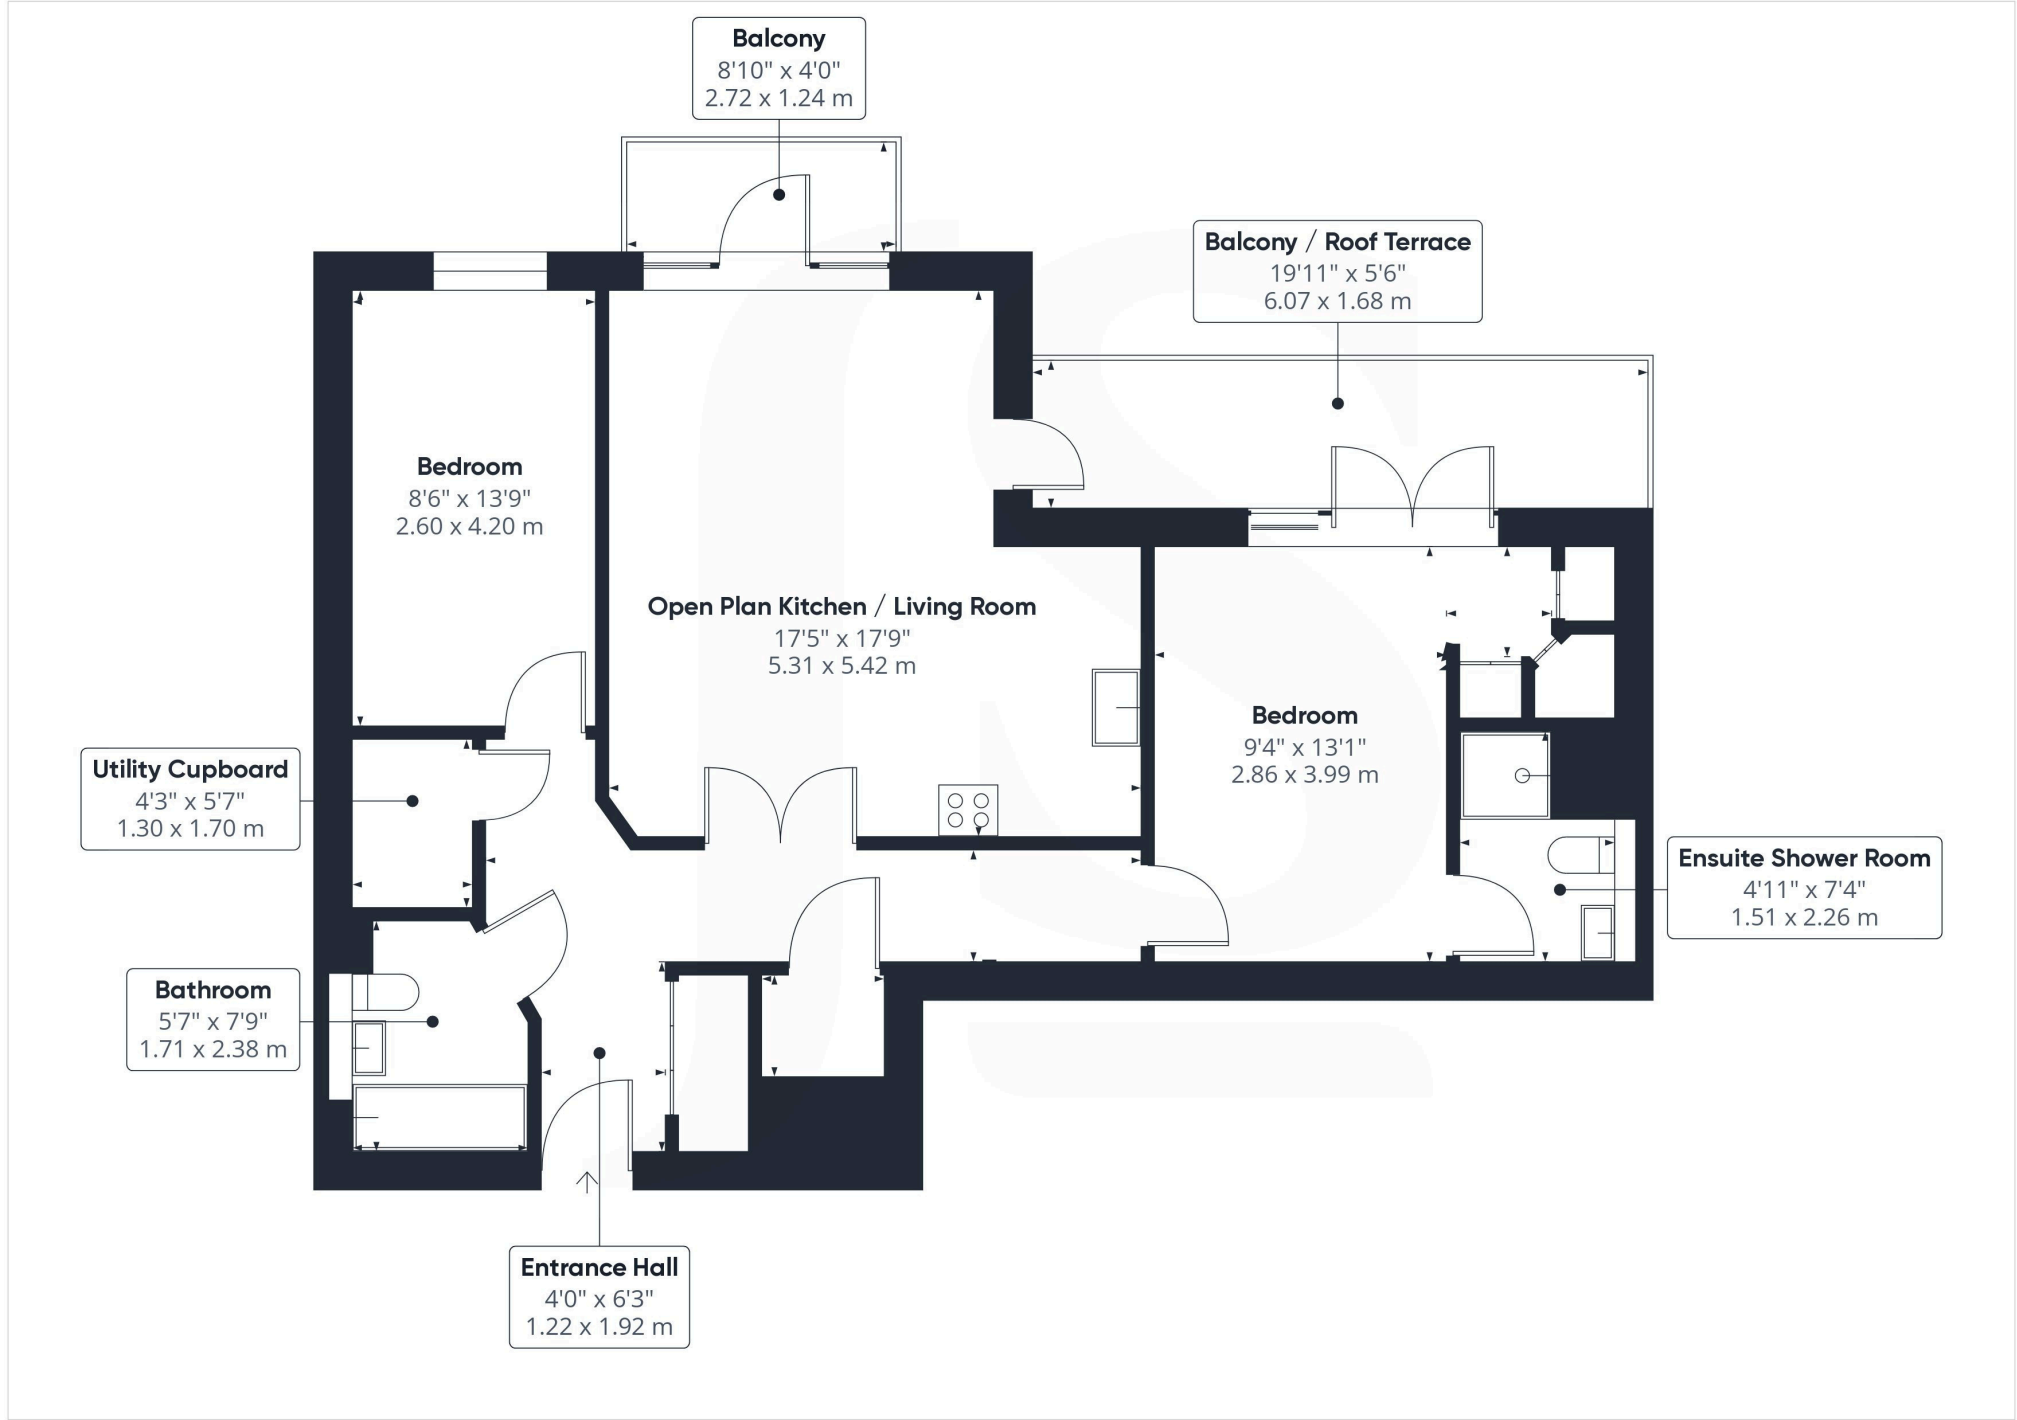 Balcony
8'10" x 4'0"
2.72 x 1.24 m
Balcony / Roof Terrace
19'11" x 5'6"
6.07 x 1.68 m
Bedroom
8'6" x 13'9"
2.60 x 4.20 m
Open Plan Kitchen / Living Room
17'5" x 17'9"
5.31 x 5.42 m
Bedroom
9'4" x 13'1"
2.86 x 3.99 m
Utility Cupboard
4'3" x 5'7"
1.30 x 1.70 m
Ensuite Shower Room
4'11" x 7'4"
1.51 x 2.26 m
Bathroom
5'7" x 7'9"
1.71 x 2.38 m
Entrance Hall
4'0" x 6'3"
1.22 x 1.92 m